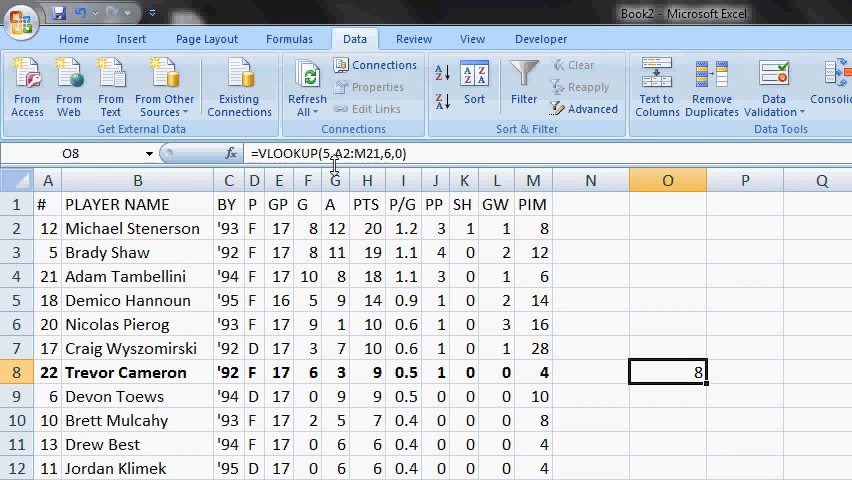 Book2 - Microsoft Excel
Home Insert Page Layout Formulas Data Review View Developer
From Access
From Web
From Text
From Other Sources
Existing Connections
Get External Data
Refresh All
Connections
Properties
Edit Links
Connections
Sort
Filter
Clear
Reapply
Advanced
Sort & Filter
Text to Columns
Remove Duplicates
Data Validation
Consolid
O8 fx =VLOOKUP(5,A2:M21,6,0)
A B C D E F G H I J K L M N O P Q
1 # PLAYER NAME BY P GP G A PTS P/G PP SH GW PIM
2 12 Michael Stenerson '93 F 17 8 12 20 1.2 3 1 1 8
3 5 Brady Shaw '92 F 17 8 11 19 1.1 4 0 2 12
4 21 Adam Tambellini '94 F 17 10 8 18 1.1 3 0 1 6
5 18 Demico Hannoun '95 F 16 5 9 14 0.9 1 0 2 14
6 20 Nicolas Pierog '93 F 17 9 1 10 0.6 1 0 3 16
7 17 Craig Wyszomirski '92 D 17 3 7 10 0.6 1 0 1 28
8 22 Trevor Cameron '92 F 17 6 3 9 0.5 1 0 0 4 8
9 6 Devon Toews '94 D 17 0 9 9 0.5 0 0 0 10
10 10 Brett Mulcahy '93 F 17 2 5 7 0.4 0 0 0 8
11 13 Drew Best '94 F 17 0 6 6 0.4 0 0 0 4
12 11 Jordan Klimek '95 D 17 0 6 6 0.4 0 0 0 4